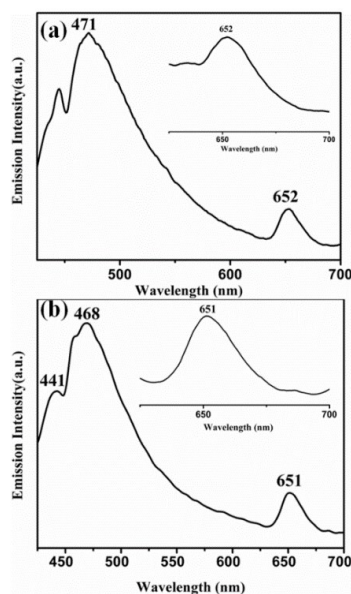 (a)
471
652
Emission Intensity(a.u.)
652
650
700
Wavelength (nm)
500
600
700
Wavelength (nm)
(b)
468
441
651
Emission Intensity(a.u.)
651
650
700
Wavelength (nm)
450
500
550
600
650
700
Wavelength (nm)